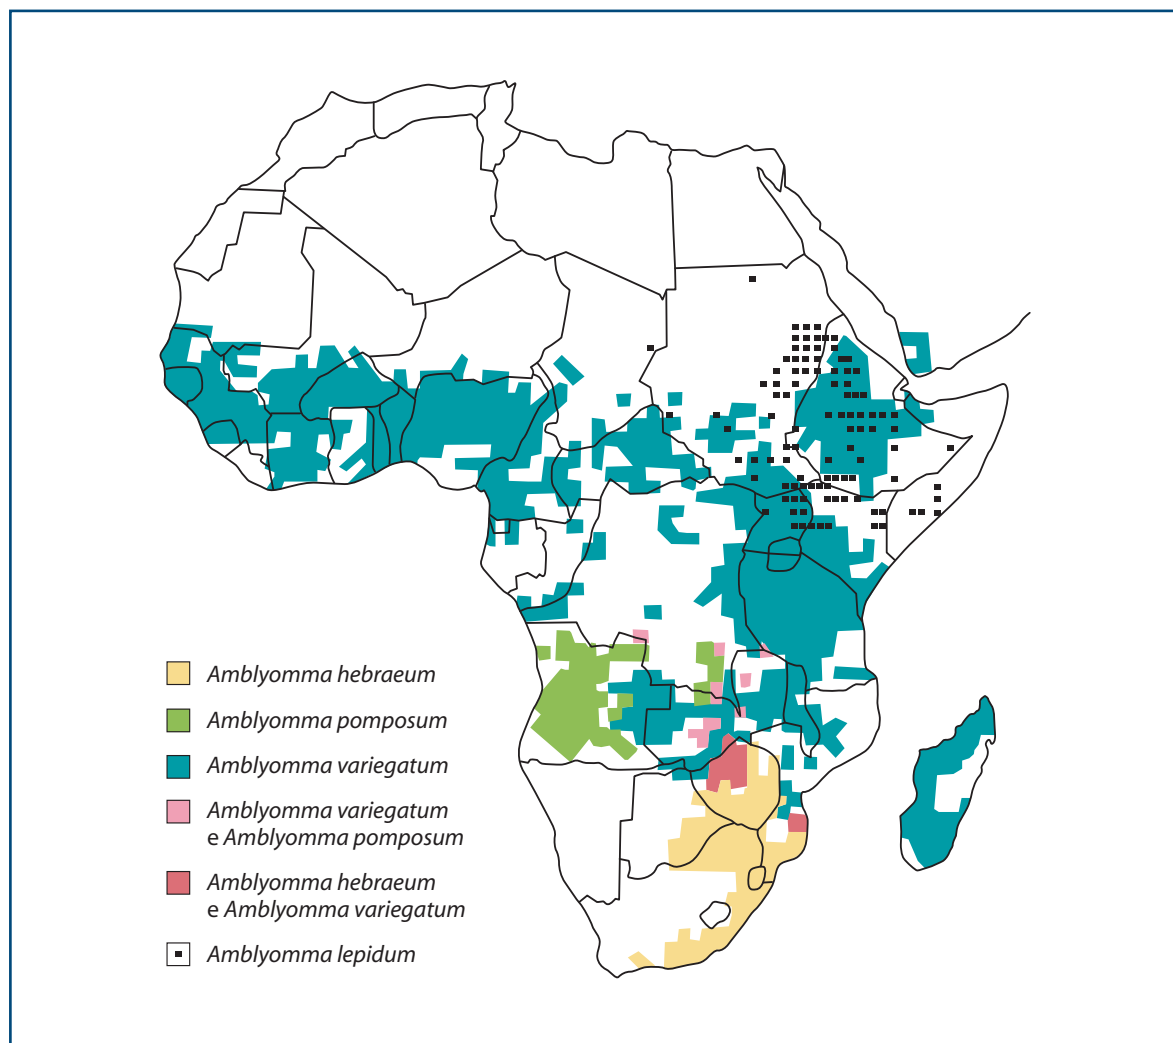 Amblyomma hebraeum
Amblyomma pomposum
Amblyomma variegatum
Amblyomma variegatum
e Amblyomma pomposum
Amblyomma hebraeum
e Amblyomma variegatum
Amblyomma lepidum